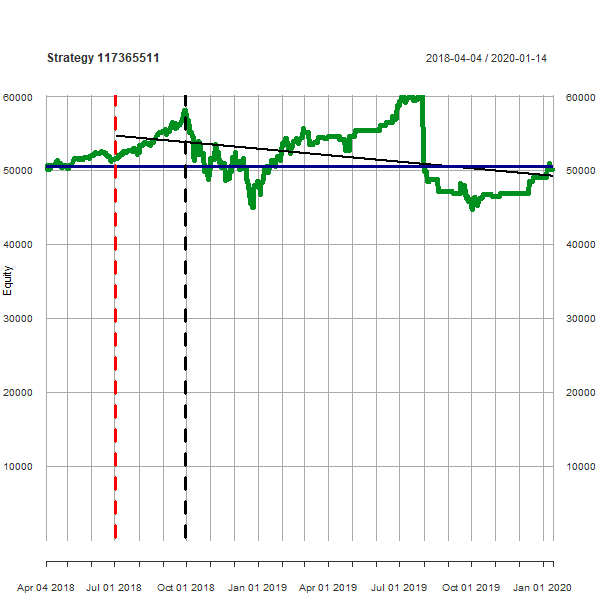 Strategy 117365511
2018-04-04 / 2020-01-14
60000
60000
50000
50000
40000
40000
30000
30000
20000
20000
10000
10000
Equity
Apr 04 2018
Jul 01 2018
Oct 01 2018
Jan 01 2019
Apr 01 2019
Jul 01 2019
Oct 01 2019
Jan 01 2020